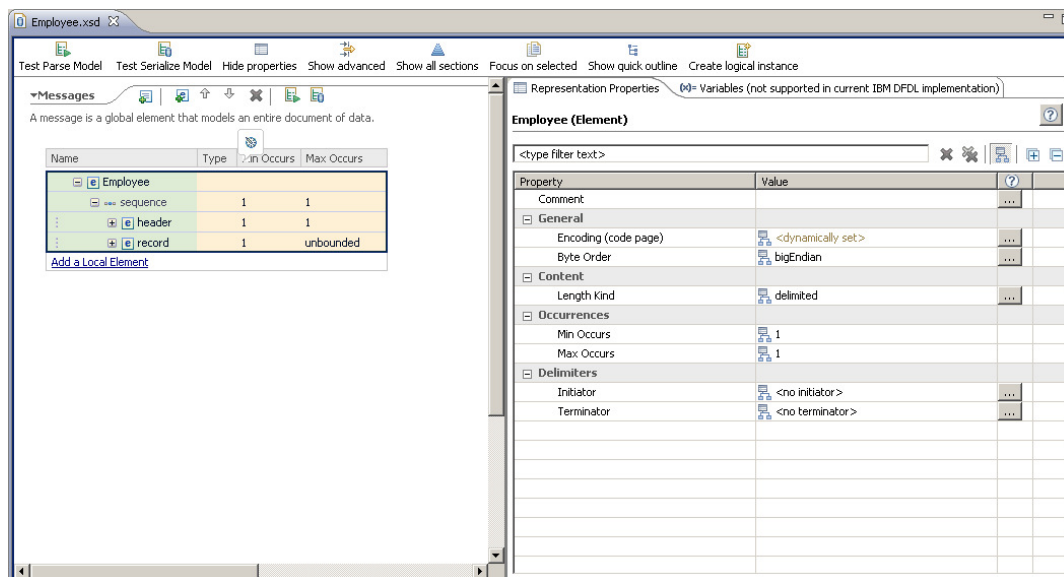 Employee.xsd
Test Parse Model Test Serialize Model Hide properties Show advanced Show all sections Focus on selected Show quick outline Create logical instance
Messages
A message is a global element that models an entire document of data.
Name Type Occurs Max Occurs
Employee
sequence 1 1
header 1 1
record 1 unbounded
Add a Local Element
Representation Properties (x)= Variables (not supported in current IBM DFDL implementation)
Employee (Element)
<type filter text>
Property Value
Comment ...
General
Encoding (code page) <dynamically set> ...
Byte Order bigEndian ...
Content
Length Kind delimited ...
Occurrences
Min Occurs 1
Max Occurs 1
Delimiters
Initiator <no initiator> ...
Terminator <no terminator> ...